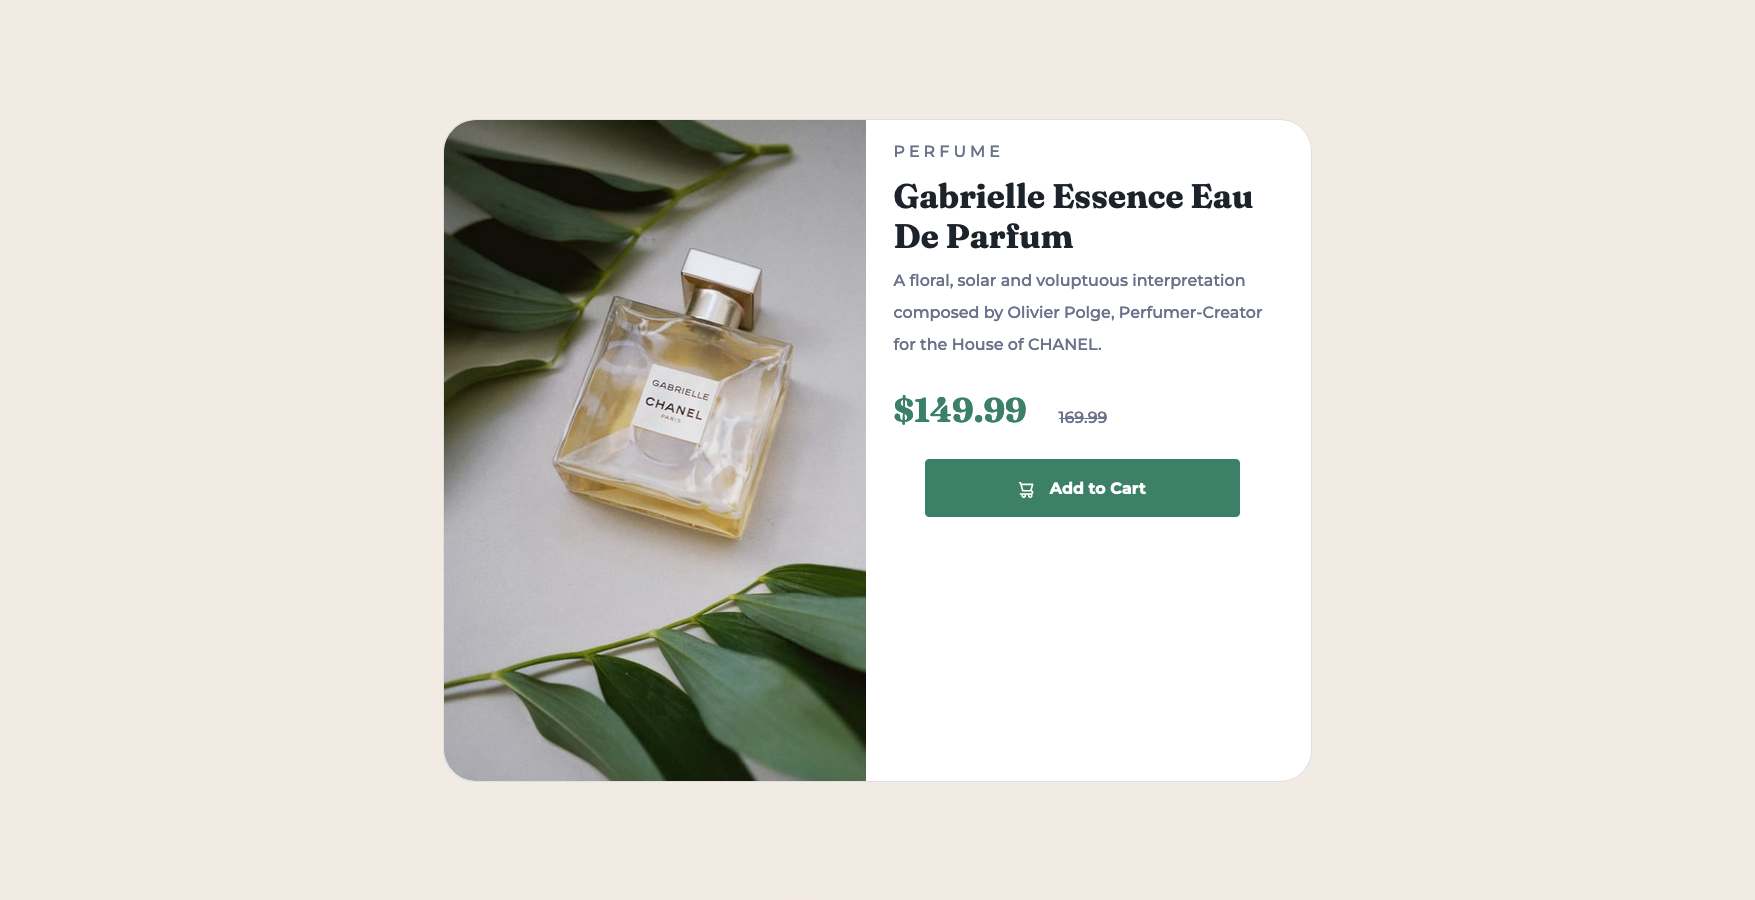 PERFUME
Gabrielle Essence Eau
De Parfum
A floral, solar and voluptuous interpretation
composed by Olivier Polge, Perfumer-Creator
for the House of CHANEL.
$149.99 169.99
Add to Cart
GABRIELLE
CHANEL
PARIS